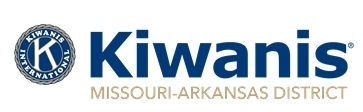 KIWANIS
K
INTERNATIONAL
Kiwanis®
MISSOURI-ARKANSAS DISTRICT